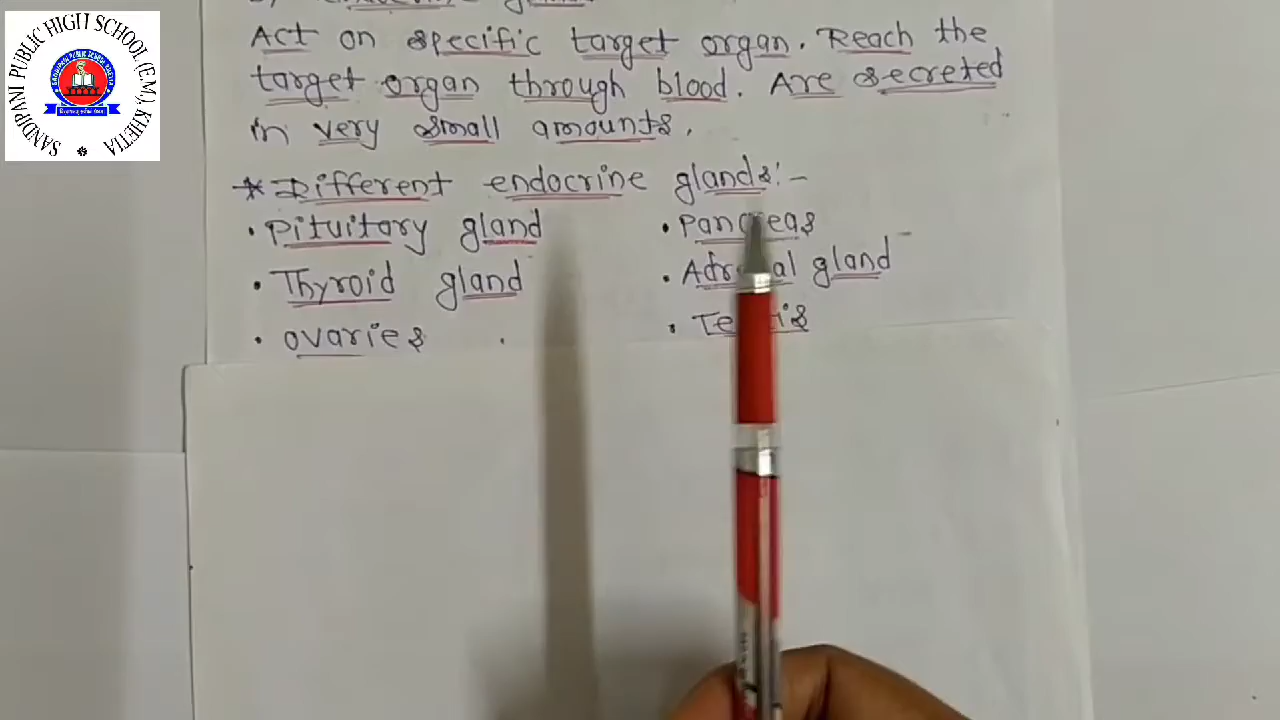 SANDIPANI PUBLIC HIGH SCHOOL (E.M.), KHETIA
Act on specific target organ. Reach the
target organ through blood. Are secreted
in very small amounts.
* Different endocrine glands:-
• Pituitary gland
• Pancreas
• Thyroid gland
• Adrenal gland
• ovaries
• Testis